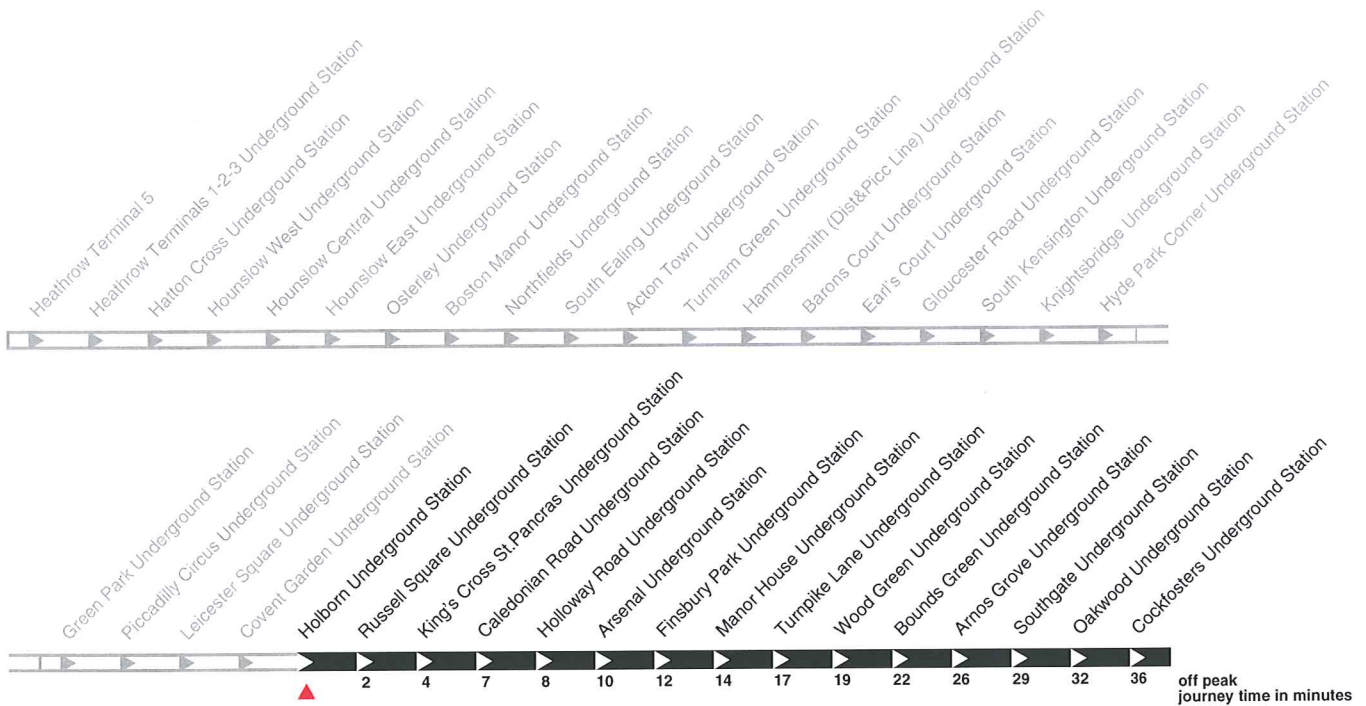 Heathrow Terminal 5
Heathrow Terminals 1-2-3 Underground Station
Hatton Cross Underground Station
Hounslow West Underground Station
Hounslow Central Underground Station
Hounslow East Underground Station
Osterley Underground Station
Boston Manor Underground Station
Northfields Underground Station
South Ealing Underground Station
Acton Town Underground Station
Turnham Green Underground Station
Hammersmith (Dist&Picc Line) Underground Station
Barons Court Underground Station
Earl's Court Underground Station
Gloucester Road Underground Station
South Kensington Underground Station
Knightsbridge Underground Station
Hyde Park Corner Underground Station
Green Park Underground Station
Piccadilly Circus Underground Station
Leicester Square Underground Station
Covent Garden Underground Station
Holborn Underground Station
Russell Square Underground Station
King's Cross St.Pancras Underground Station
Caledonian Road Underground Station
Holloway Road Underground Station
Arsenal Underground Station
Finsbury Park Underground Station
Manor House Underground Station
Turnpike Lane Underground Station
Wood Green Underground Station
Bounds Green Underground Station
Arnos Grove Underground Station
Southgate Underground Station
Oakwood Underground Station
Cockfosters Underground Station
2 4 7 8 10 12 14 17 19 22 26 29 32 36 off peak
journey time in minutes